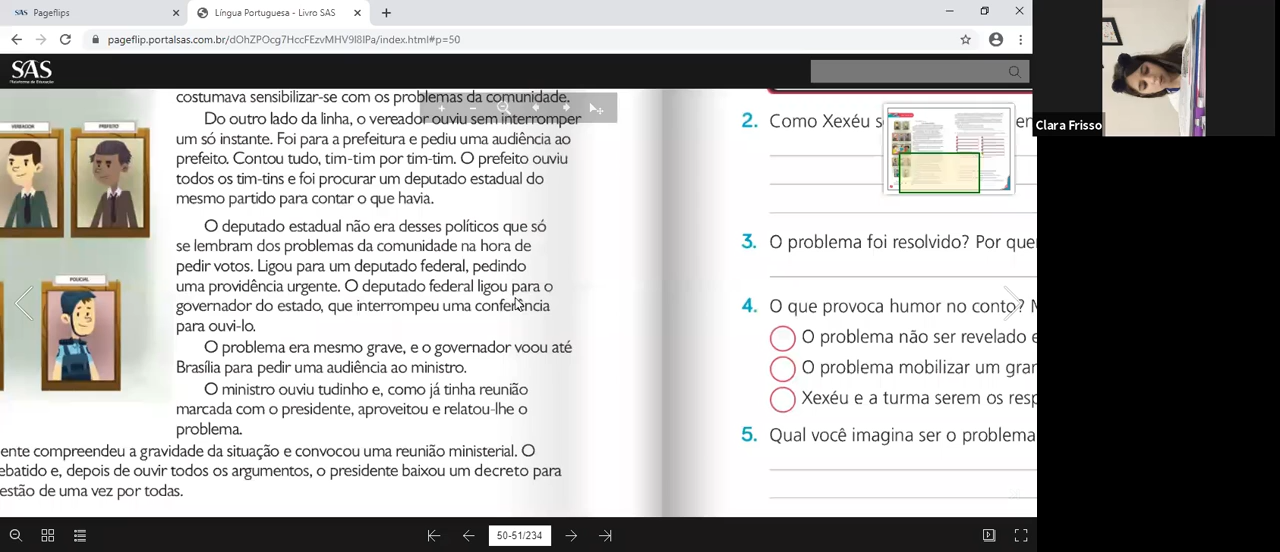 SAS Pageflips
Língua Portuguesa - Livro SAS
pageflip.portalsas.com.br/dOhZPOcg7HccFEzvMHV9I8lPa/index.html#p=50
SAS
Plataforma de Educação
VEREADOR
PREFEITO
POLICIAL
costumava sensibilizar-se com os problemas da comunidade.
Do outro lado da linha, o vereador ouviu sem interromper
um só instante. Foi para a prefeitura e pediu uma audiência ao
prefeito. Contou tudo, tim-tim por tim-tim. O prefeito ouviu
todos os tim-tins e foi procurar um deputado estadual do
mesmo partido para contar o que havia.
O deputado estadual não era desses políticos que só
se lembram dos problemas da comunidade na hora de
pedir votos. Ligou para um deputado federal, pedindo
uma providência urgente. O deputado federal ligou para o
governador do estado, que interrompeu uma conferência
para ouvi-lo.
O problema era mesmo grave, e o governador voou até
Brasília para pedir uma audiência ao ministro.
O ministro ouviu tudinho e, como já tinha reunião
marcada com o presidente, aproveitou e relatou-lhe o
problema.
ente compreendeu a gravidade da situação e convocou uma reunião ministerial. O
ebatido e, depois de ouvir todos os argumentos, o presidente baixou um decreto para
estão de uma vez por todas.
2. Como Xexéu s
3. O problema foi resolvido? Por que
4. O que provoca humor no conto? M
O problema não ser revelado e
O problema mobilizar um gran
Xexéu e a turma serem os resp
5. Qual você imagina ser o problema
50-51/234
Clara Frisso